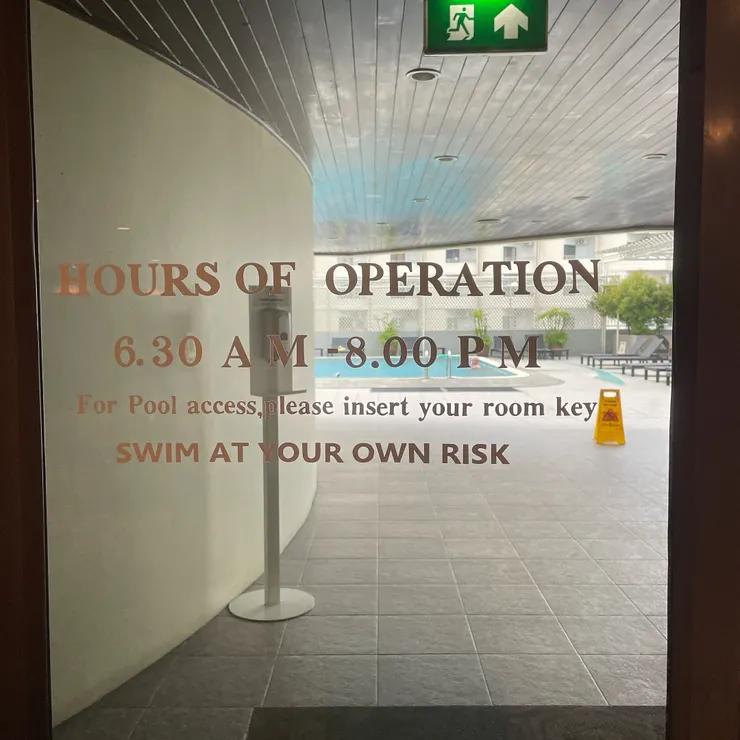 HOURS OF OPERATION
6.30 AM - 8.00 PM
For Pool access,please insert your room key
SWIM AT YOUR OWN RISK